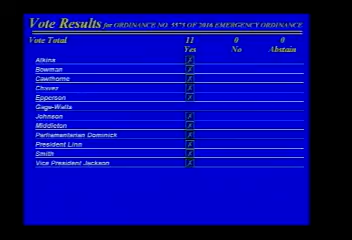 Vote Results for ORDINANCE NO. 5575 OF 2016 EMERGENCY ORDINANCE
Vote Total 11 0 0
Yes No Abstain
Atkins X
Bowman X
Cawthorne X
Chavez X
Epperson X
Gage-Watts
Johnson X
Middleton X
Parliamentarian Dominick X
President Linn X
Smith X
Vice President Jackson X